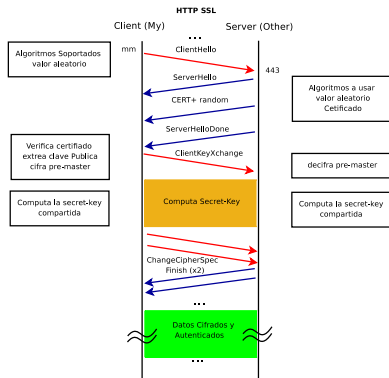 HTTP SSL
Client (My)
Server (Other)
...
Algoritmos Soportados
valor aleatorio
mm
ClientHello
443
ServerHello
Algoritmos a usar
valor aleatorio
Cetificado
CERT+ random
ServerHelloDone
Verifica certifiado
extrea clave Publica
cifra pre-master
ClientKeyXchange
decifra pre-master
Computa la secret-key
compartida
Computa Secret-Key
Computa la secret-key
compartida
ChangeCipherSpec
Finish (x2)
...
Datos Cifrados y
Autenticados
...